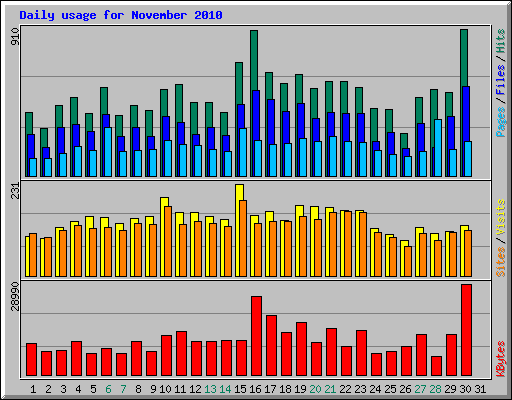 Daily usage for November 2010
910
Pages / Files / Hits
231
Sites / Visits
28990
KBytes
1 2 3 4 5 6 7 8 9 10 11 12 13 14 15 16 17 18 19 20 21 22 23 24 25 26 27 28 29 30 31